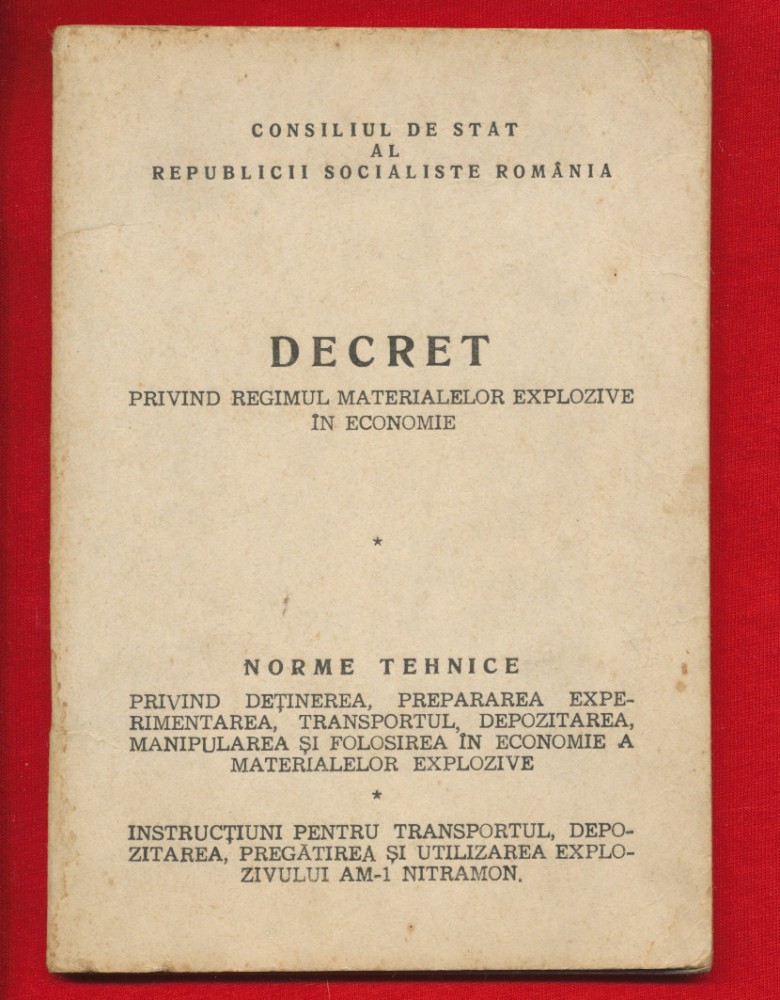 CONSILIUL DE STAT
AL
REPUBLICII SOCIALISTE ROMÂNIA
DECRET
PRIVIND REGIMUL MATERIALELOR EXPLOZIVE
ÎN ECONOMIE
*
NORME TEHNICE
PRIVIND DEȚINEREA, PREPARAREA EXPE-
RIMENTAREA, TRANSPORTUL, DEPOZITAREA,
MANIPULAREA ȘI FOLOSIREA ÎN ECONOMIE A
MATERIALELOR EXPLOZIVE
*
INSTRUCȚIUNI PENTRU TRANSPORTUL, DEPO-
ZITAREA, PREGĂTIREA ȘI UTILIZAREA EXPLO-
ZIVULUI AM-1 NITRAMON.